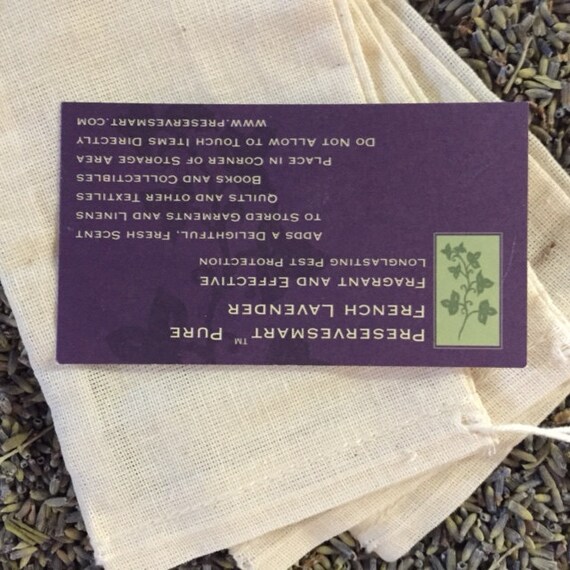 PRESERVESMART™ PURE
FRENCH LAVENDER
FRAGRANT AND EFFECTIVE
LONGLASTING PEST PROTECTION
ADDS A DELIGHTFUL, FRESH SCENT
TO STORED GARMENTS AND LINENS
QUILTS AND OTHER TEXTILES
BOOKS AND COLLECTIBLES
PLACE IN CORNER OF STORAGE AREA
DO NOT ALLOW TO TOUCH ITEMS DIRECTLY
WWW.PRESERVESMART.COM